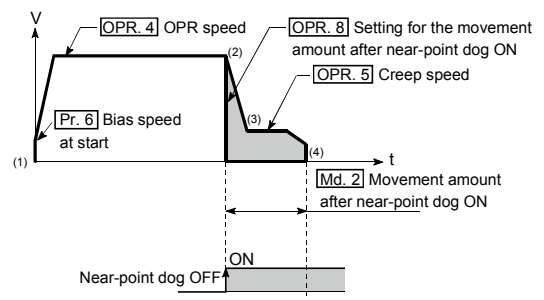 V
OPR. 4 OPR speed
OPR. 8 Setting for the movement
amount after near-point dog ON
(2)
OPR. 5 Creep speed
Pr. 6 Bias speed
at start
(3)
(1)
(4)
t
Md. 2 Movement amount
after near-point dog ON
ON
Near-point dog OFF